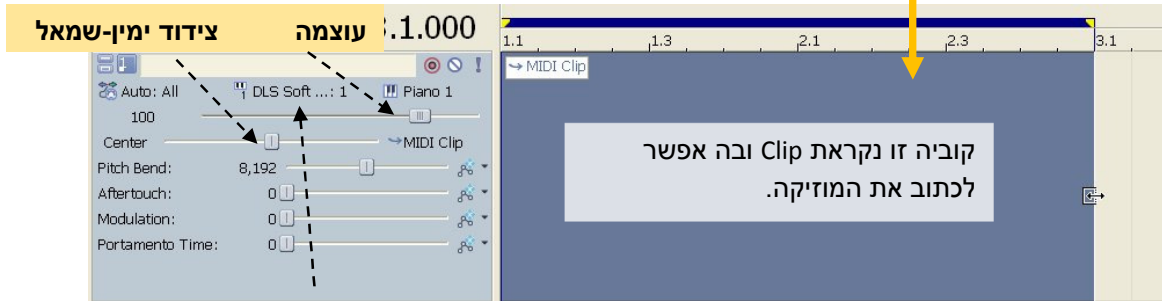 צידוד ימין-שמאל
עוצמה
.1.000
1.1 1.3 2.1 2.3 3.1
MIDI Clip
Auto: All DLS Soft ...: 1 Piano 1
100
Center MIDI Clip
Pitch Bend: 8,192
Aftertouch: 0
Modulation: 0
Portamento Time: 0
קוביה זו נקראת Clip ובה אפשר
לכתוב את המוזיקה.